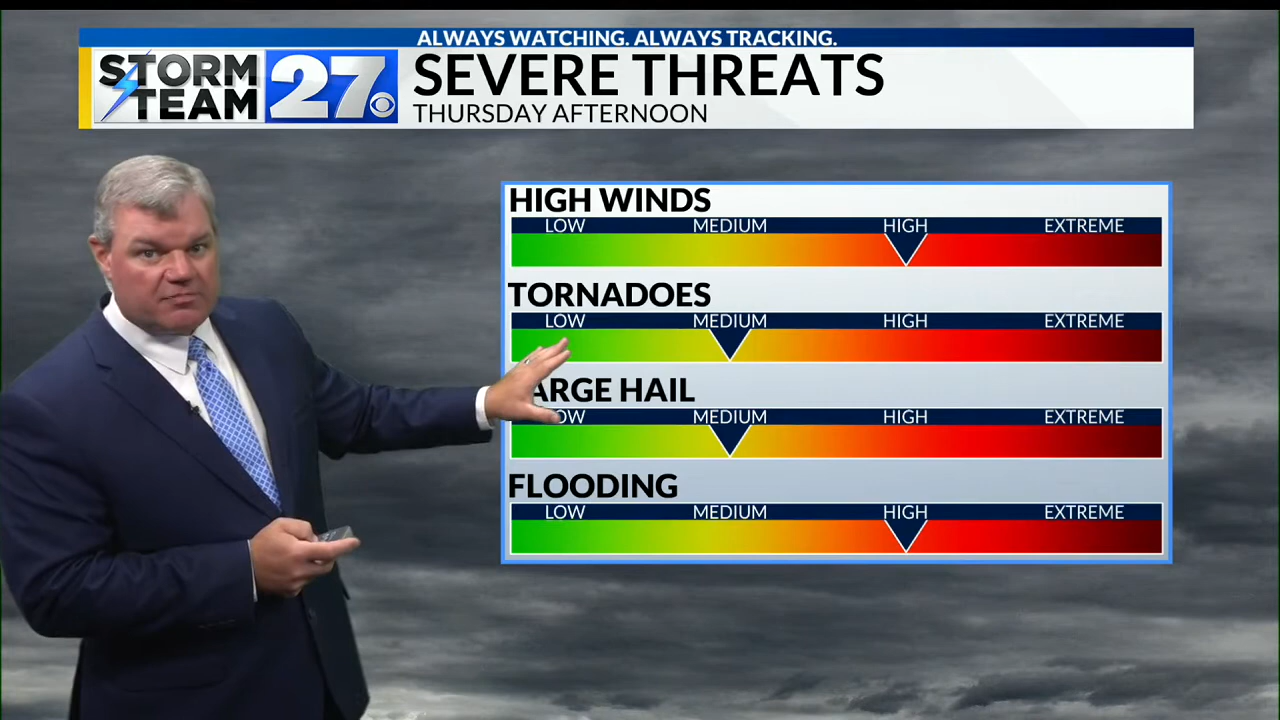 ALWAYS WATCHING. ALWAYS TRACKING.
STORM
TEAM
27
SEVERE THREATS
THURSDAY AFTERNOON
HIGH WINDS
LOW MEDIUM HIGH EXTREME
TORNADOES
LOW MEDIUM HIGH EXTREME
ARGE HAIL
LOW MEDIUM HIGH EXTREME
FLOODING
LOW MEDIUM HIGH EXTREME